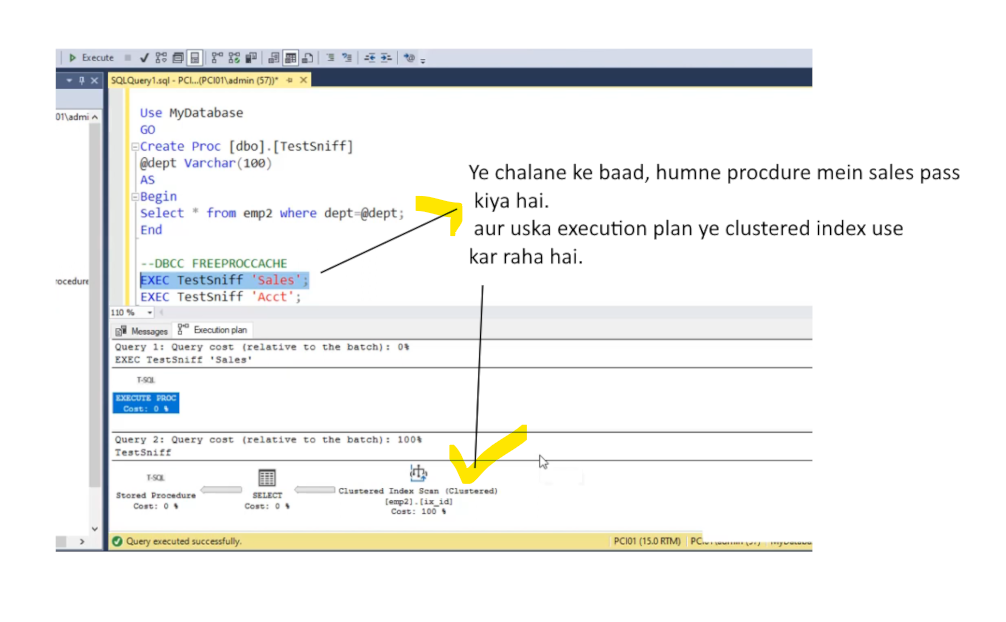 Execute
SQLQuery1.sql - PCI...(PCI01\admin (57))*
01\admi
Use MyDatabase
GO
Create Proc [dbo].[TestSniff]
@dept Varchar(100)
AS
Begin
Select * from emp2 where dept=@dept;
End
--DBCC FREEPROCCACHE
EXEC TestSniff 'Sales';
EXEC TestSniff 'Acct';
rocedure
Ye chalane ke baad, humne procdure mein sales pass
kiya hai.
aur uska execution plan ye clustered index use
kar raha hai.
110 %
Messages Execution plan
Query 1: Query cost (relative to the batch): 0%
EXEC TestSniff 'Sales'
T-SQL
EXECUTE PROC
Cost: 0 %
Query 2: Query cost (relative to the batch): 100%
TestSniff
T-SQL
Stored Procedure
Cost: 0 %
SELECT
Cost: 0 %
Clustered Index Scan (Clustered)
[emp2].[ix_id]
Cost: 100 %
Query executed successfully.
PCI01 (15.0 RTM)